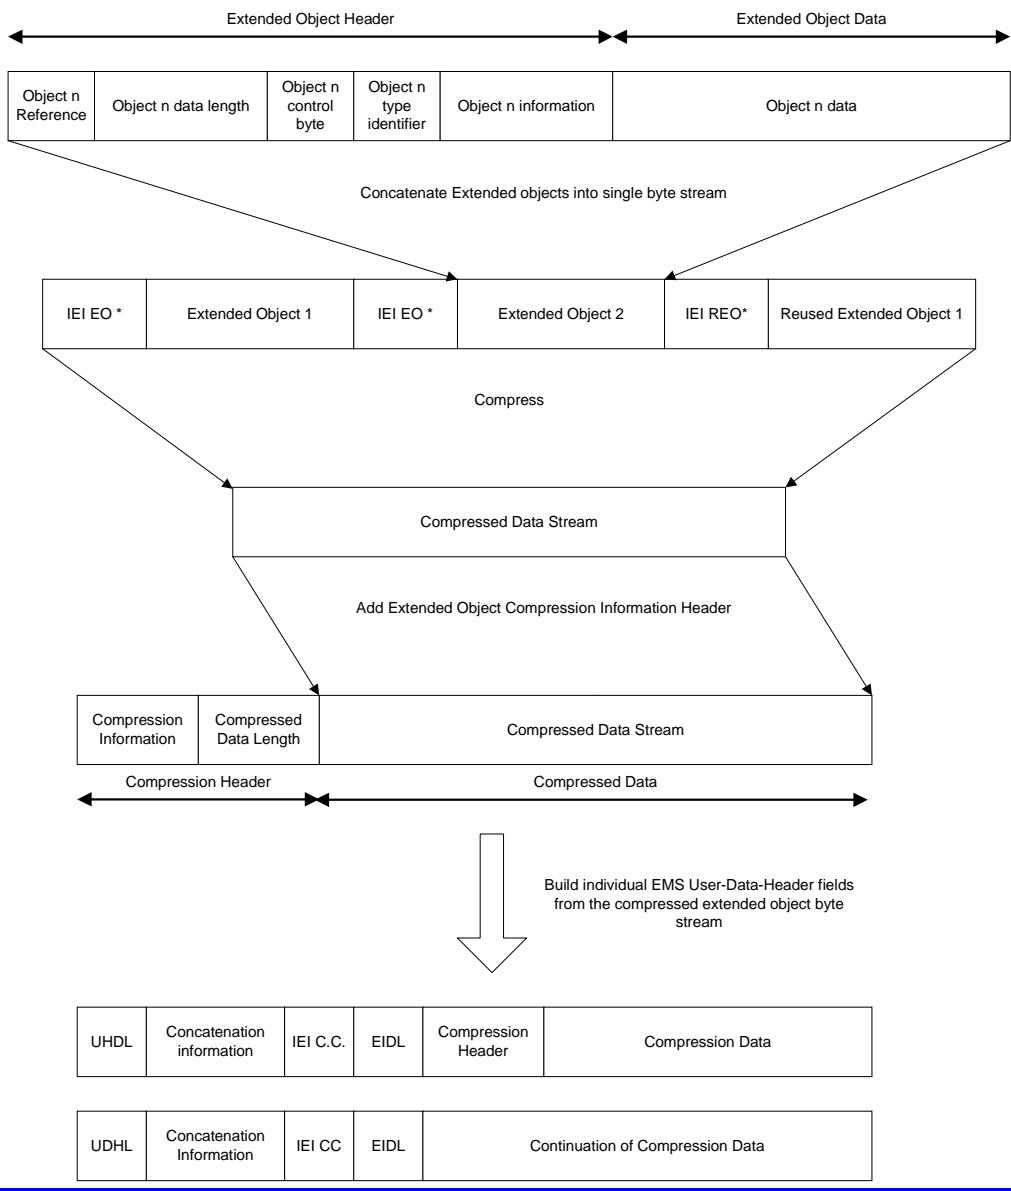 Extended Object Header
Extended Object Data
Object n
Reference
Object n data length
Object n
control
byte
Object n
type
identifier
Object n information
Object n data
Concatenate Extended objects into single byte stream
IEI EO *
Extended Object 1
IEI EO *
Extended Object 2
IEI REO*
Reused Extended Object 1
Compress
Compressed Data Stream
Add Extended Object Compression Information Header
Compression
Information
Compressed
Data Length
Compressed Data Stream
Compression Header
Compressed Data
Build individual EMS User-Data-Header fields
from the compressed extended object byte
stream
UHDL
Concatenation
information
IEI C.C.
EIDL
Compression
Header
Compression Data
UDHL
Concatenation
Information
IEI CC
EIDL
Continuation of Compression Data